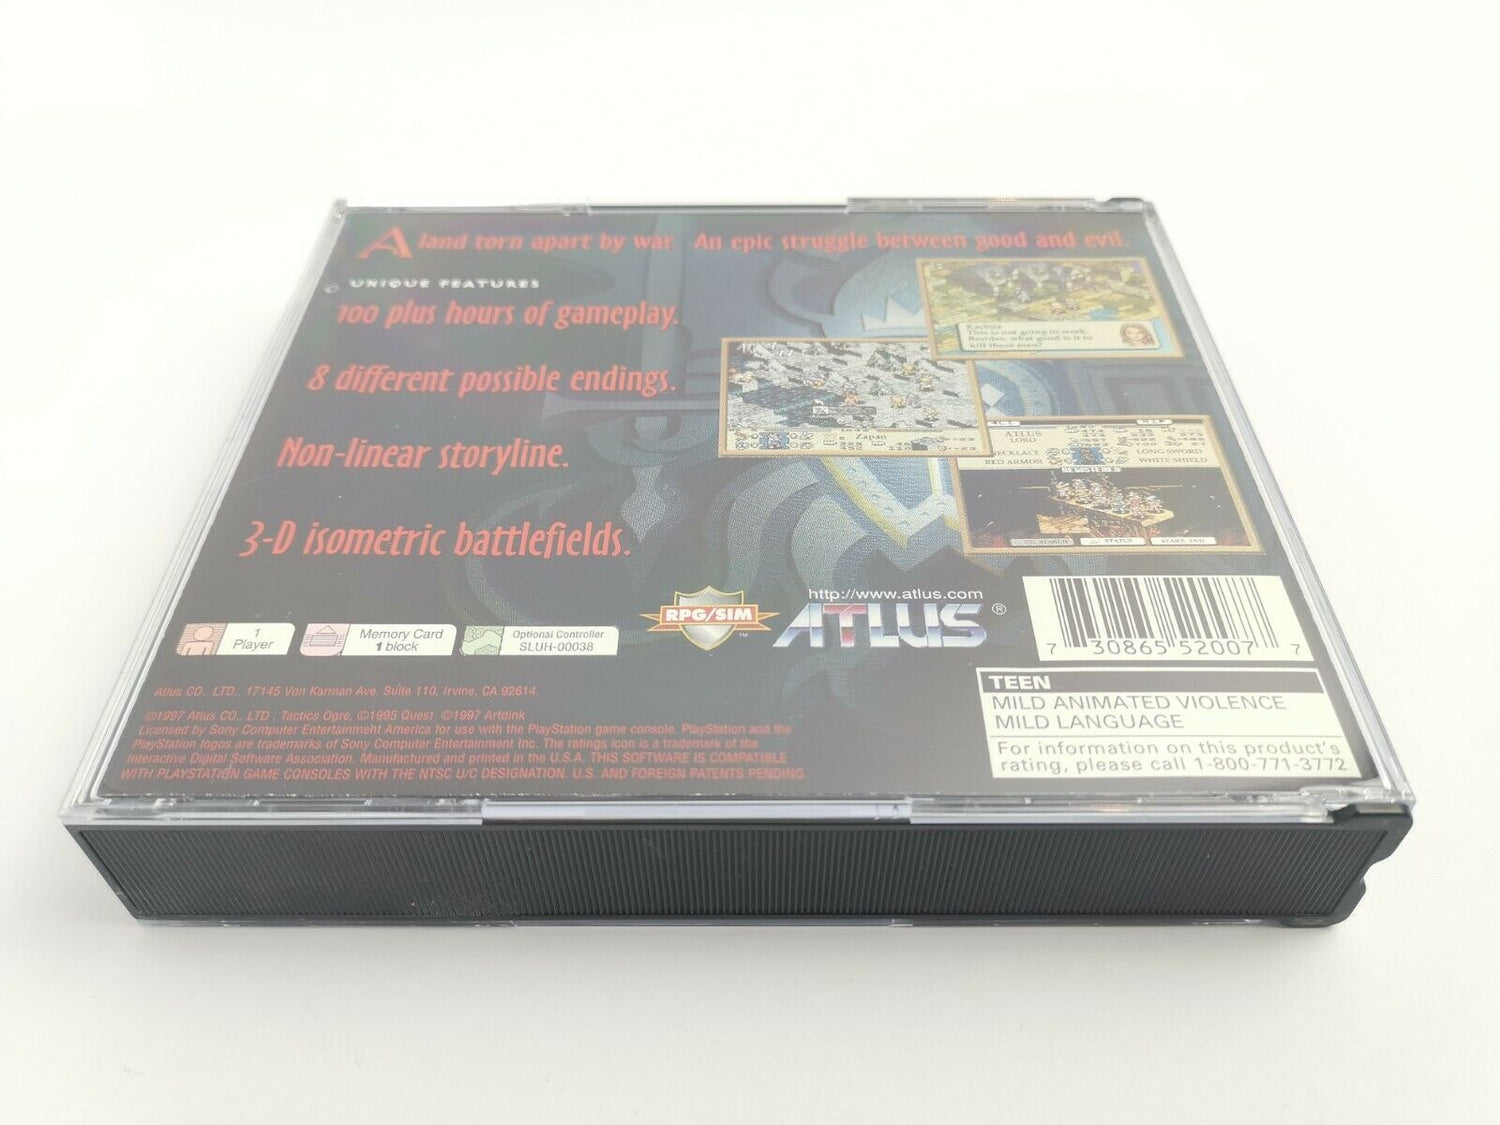 A land torn apart by war. An epic struggle between good and evil.
UNIQUE FEATURES
100 plus hours of gameplay.
8 different possible endings.
Non-linear storyline.
3-D isometric battlefields.
Kachua
This is not going to work.
Besides, what good is it to
kill these men?
Zapan
ATLUS
LORD
NECKLACE
RED ARMOR
LONG SWORD
WHITE SHIELD
REGISTERED
SEARCH
STATUS
START: END
1
Player
Memory Card
1 block
Optional Controller
SLUH-00038
RPG/SIM ™
http://www.atlus.com
ATLUS ®
7 30865 52007 7
TEEN
MILD ANIMATED VIOLENCE
MILD LANGUAGE
For information on this product's
rating, please call 1-800-771-3772
Atlus CO., LTD., 17145 Von Karman Ave. Suite 110, Irvine, CA 92614.
©1997 Atlus CO., LTD , Tactics Ogre, ©1995 Quest ©1997 Artdink
Licensed by Sony Computer Entertainment America for use with the PlayStation game console. PlayStation and the
PlayStation logos are trademarks of Sony Computer Entertainment Inc. The ratings icon is a trademark of the
Interactive Digital Software Association. Manufactured and printed in the U.S.A. THIS SOFTWARE IS COMPATIBLE
WITH PLAYSTATION GAME CONSOLES WITH THE NTSC U/C DESIGNATION. U.S. AND FOREIGN PATENTS PENDING.